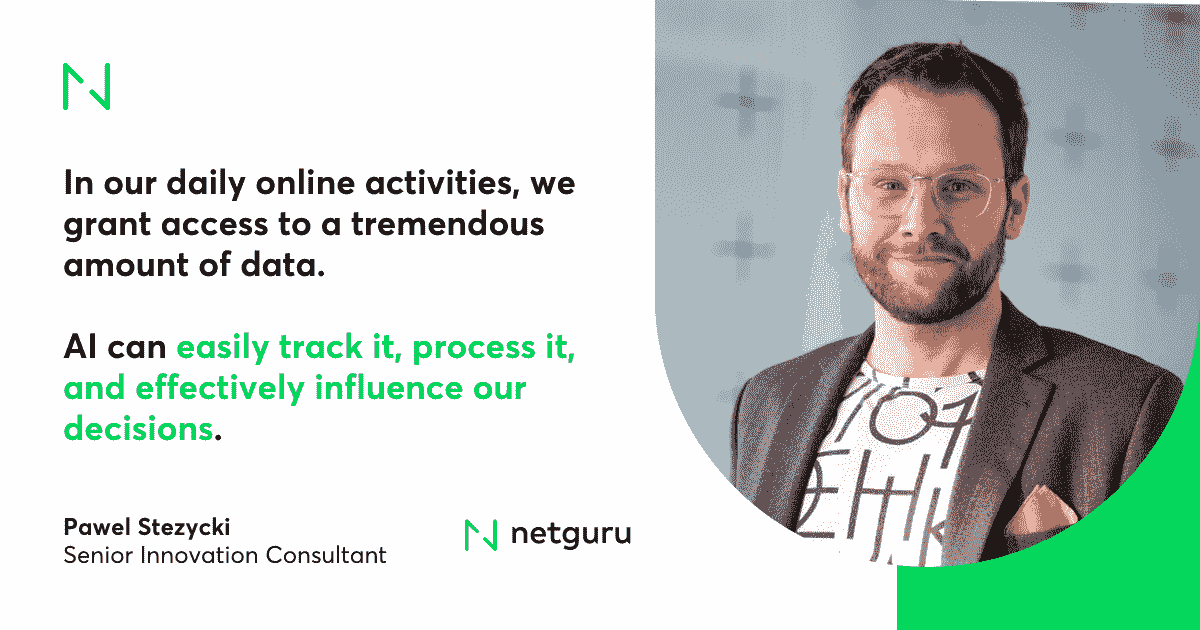 In our daily online activities, we
grant access to a tremendous
amount of data.
AI can easily track it, process it,
and effectively influence our
decisions.
Pawel Stezycki
Senior Innovation Consultant
netguru